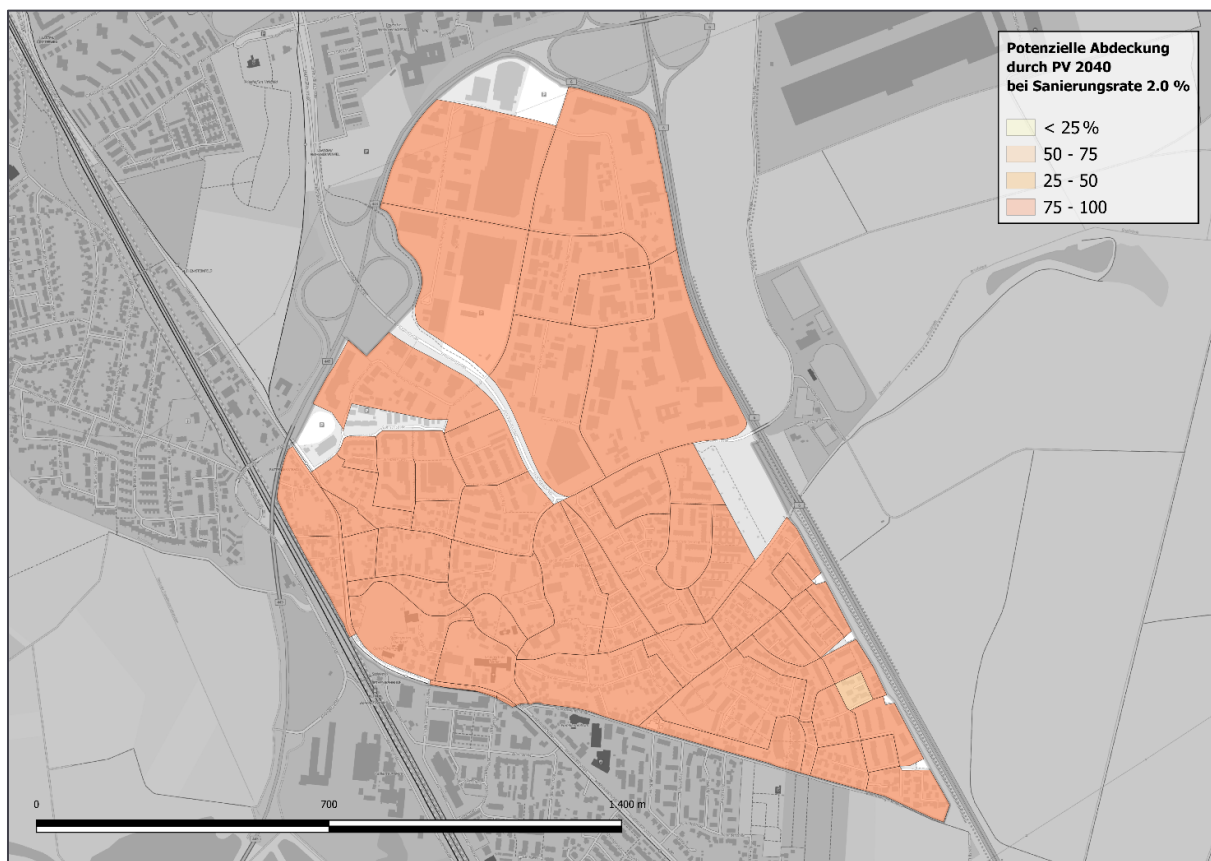 Potenzielle Abdeckung
durch PV 2040
bei Sanierungsrate 2.0 %
< 25 %
50 - 75
25 - 50
75 - 100
0
700
1.400 m